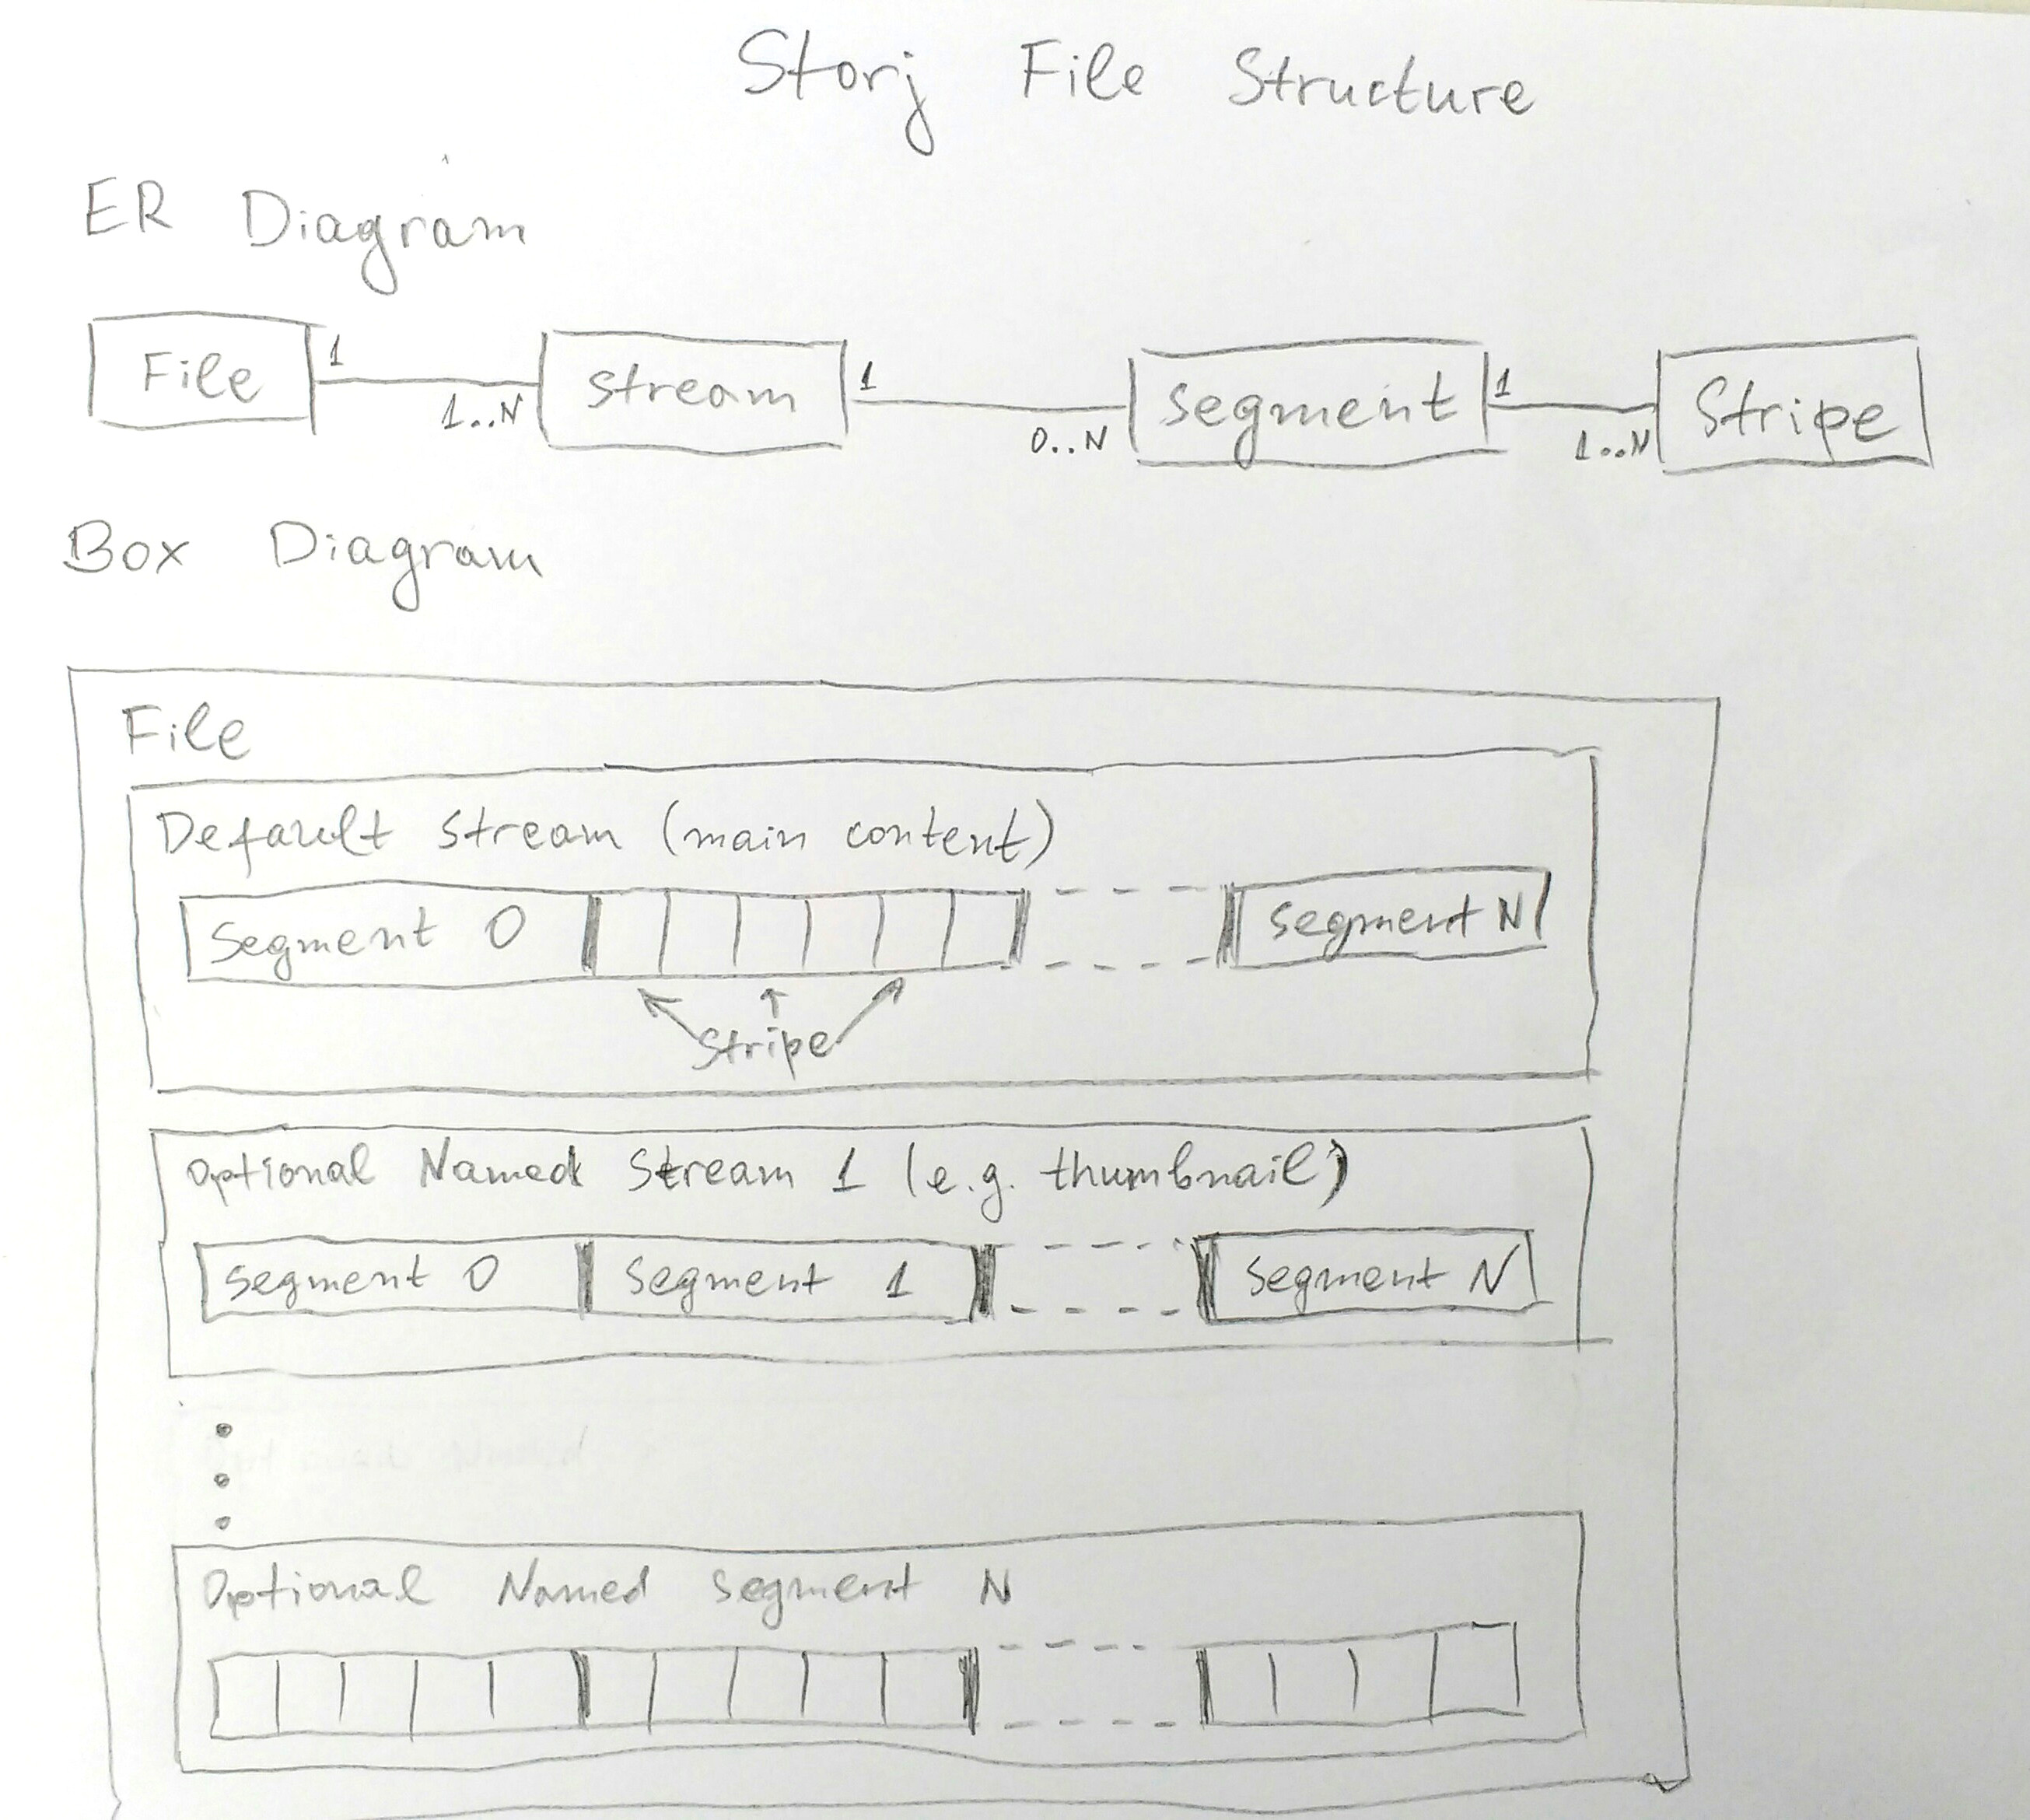 Storj File Structure
ER Diagram
File 1 1..N stream 1 0..N segment 1 1..N Stripe
Box Diagram
File
Default stream (main content)
Segment 0 segment N
Stripe
Optional Named Stream 1 (e.g. thumbnail)
segment 0 segment 1 segment N
Optional Named segment N